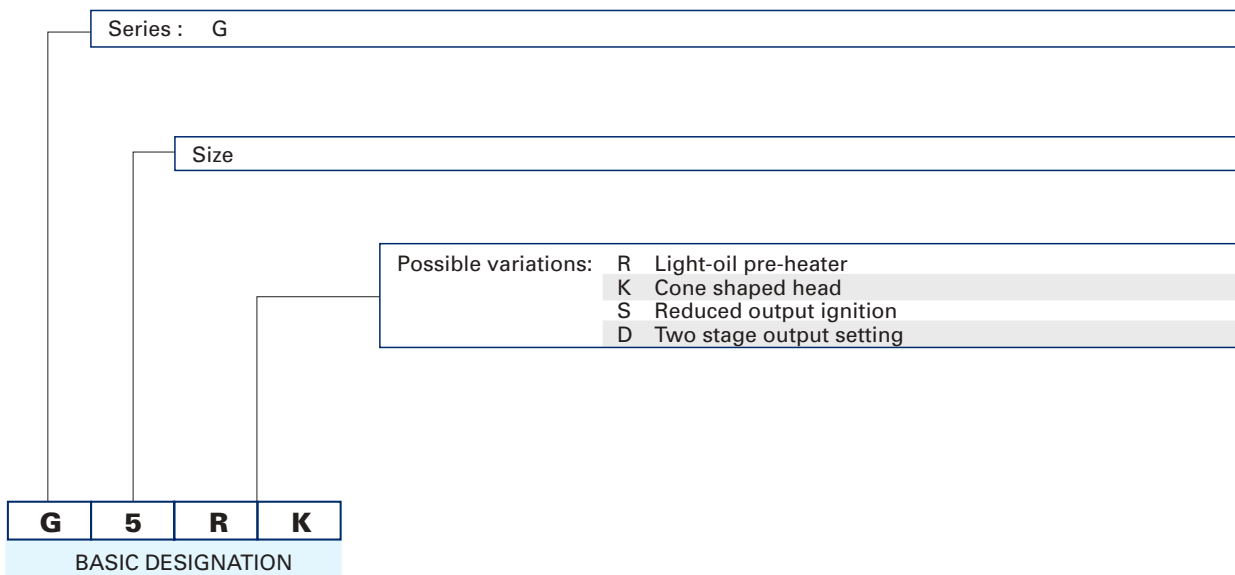 Series : G
Size
Possible variations: R Light-oil pre-heater
K Cone shaped head
S Reduced output ignition
D Two stage output setting
G 5 R K
BASIC DESIGNATION